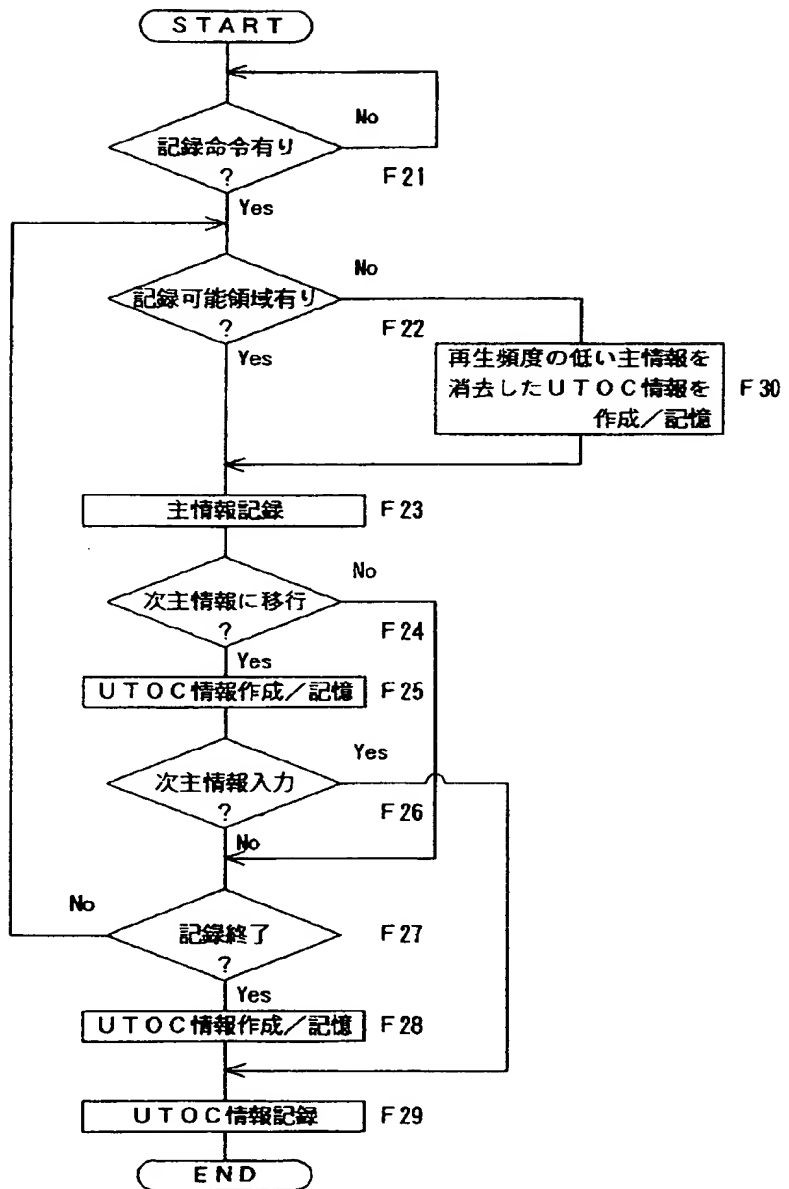 START
No
記録命令有り
?
F21
Yes
No
記録可能領域有り
?
F22
Yes
再生頻度の低い主情報を
消去したUTOC情報を
作成/記憶
F30
主情報記録
F23
No
次主情報に移行
?
F24
Yes
UTOC情報作成/記憶
F25
Yes
次主情報入力
?
F26
No
No
記録終了
?
F27
Yes
UTOC情報作成/記憶
F28
UTOC情報記録
F29
END